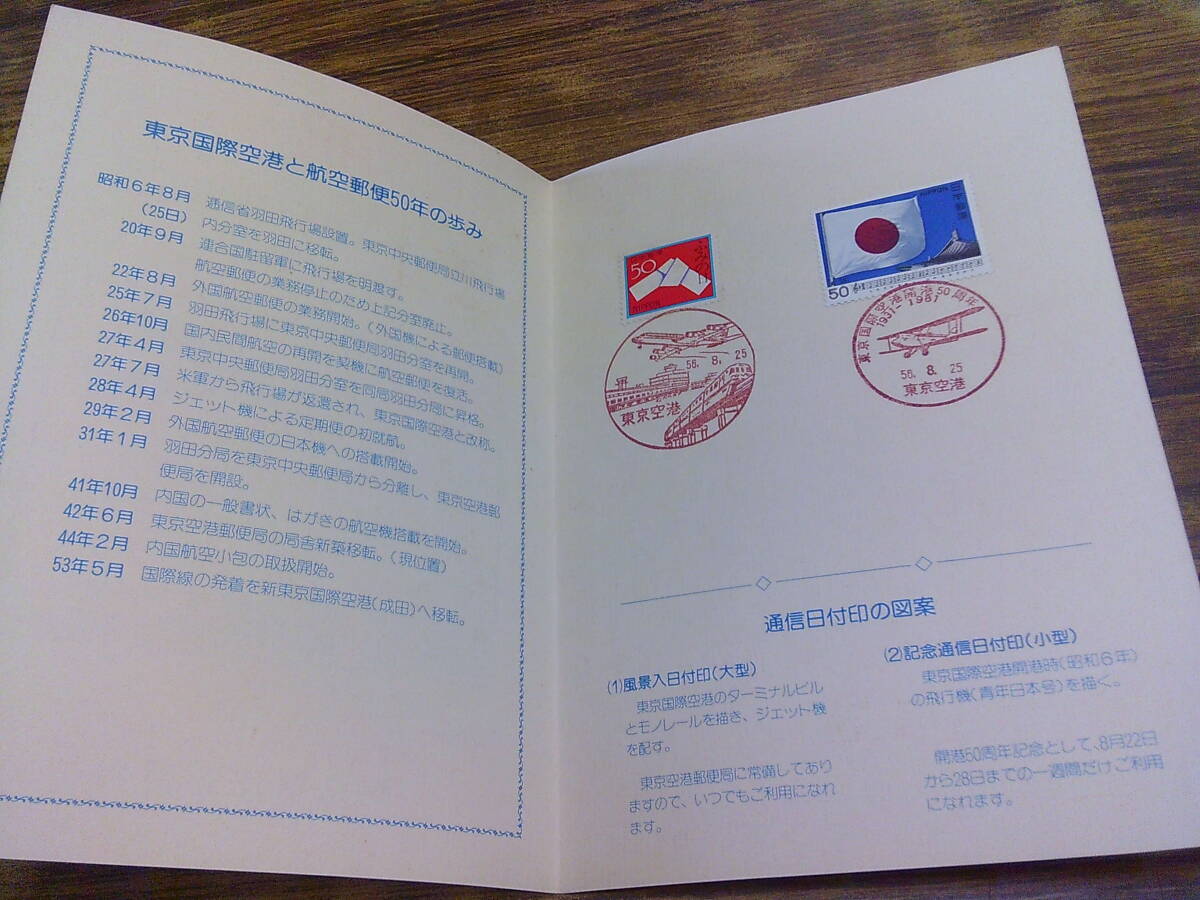 東京国際空港と航空郵便50年の歩み
昭和6年8月 逓信省羽田飛行場設置。東京中央郵便局立川飛行場
(25日) 内分室を羽田に移転。
20年9月 連合国駐留軍に飛行場を明渡す。
航空郵便の業務停止のため上記分室廃止。
22年8月 外国航空郵便の業務開始。(外国機による郵便搭載)
25年7月 羽田飛行場に東京中央郵便局羽田分室を再開。
26年10月 国内民間航空の再開を契機に航空郵便を復活。
27年4月 東京中央郵便局羽田分室を同局羽田分局に昇格。
27年7月 米軍から飛行場が返還され、東京国際空港と改称。
28年4月 ジェット機による定期便の初就航。
29年2月 外国航空郵便の日本機への搭載開始。
31年1月 羽田分局を東京中央郵便局から分離し、東京空港郵
便局を開設。
41年10月 内国の一般書状、はがきの航空機搭載を開始。
42年6月 東京空港郵便局の局舎新築移転。(現位置)
44年2月 内国航空小包の取扱開始。
53年5月 国際線の発着を新東京国際空港(成田)へ移転。
50
NIPPON
56.8.25
東京空港
NIPPON
日本郵便
50
東京国際空港開港50周年
1931-1981
56.8.25
東京空港
通信日付印の図案
(1)風景入日付印(大型)
東京国際空港のターミナルビル
とモノレールを描き、ジェット機
を配す。
東京空港郵便局に常備してあり
ますので、いつでもご利用になれ
ます。
(2)記念通信日付印(小型)
東京国際空港開港時(昭和6年)
の飛行機(青年日本号)を描く。
開港50周年記念として、8月22日
から28日までの一週間だけご利用
になれます。